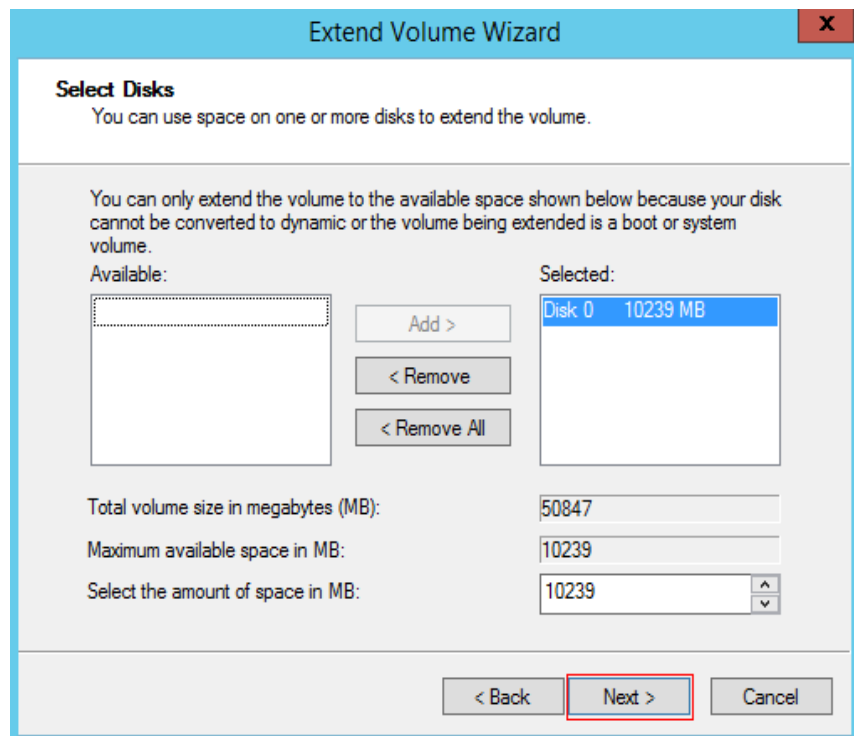 Extend Volume Wizard
x
Select Disks
You can use space on one or more disks to extend the volume.
You can only extend the volume to the available space shown below because your disk
cannot be converted to dynamic or the volume being extended is a boot or system
volume.
Available:
Selected:
Disk 0 10239 MB
Add >
< Remove
< Remove All
Total volume size in megabytes (MB): 50847
Maximum available space in MB: 10239
Select the amount of space in MB: 10239
< Back Next > Cancel